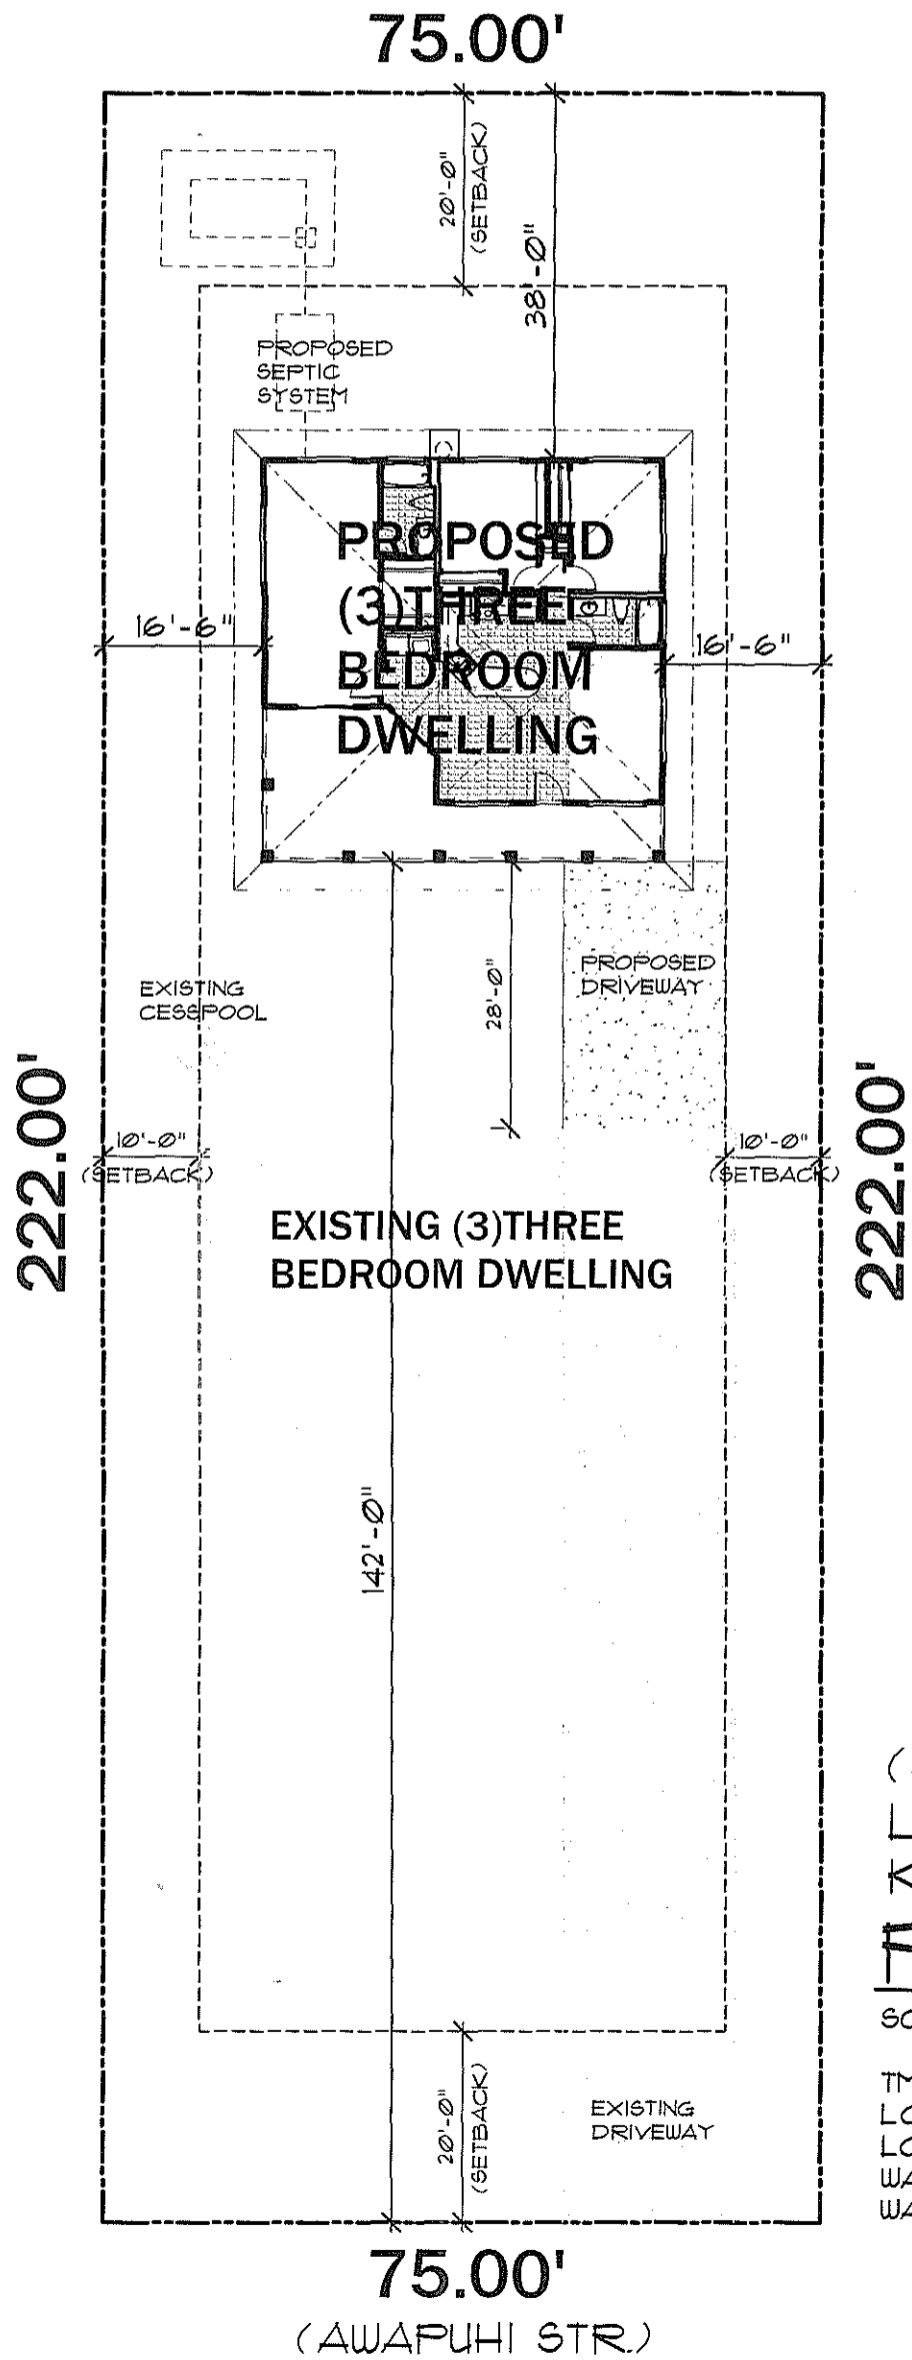 75.00'
20'-0"
(SETBACK)
38'-0"
PROPOSED
SEPTIC
SYSTEM
PROPOSED
(3)THREE
BEDROOM
DWELLING
16'-6"
16'-6"
EXISTING
CESSPOOL
28'-0"
PROPOSED
DRIVEWAY
222.00'
222.00'
10'-0"
(SETBACK)
10'-0"
(SETBACK)
EXISTING (3)THREE
BEDROOM DWELLING
142'-0"
20'-0"
(SETBACK)
EXISTING
DRIVEWAY
75.00'
(AWAPUHI STR.)